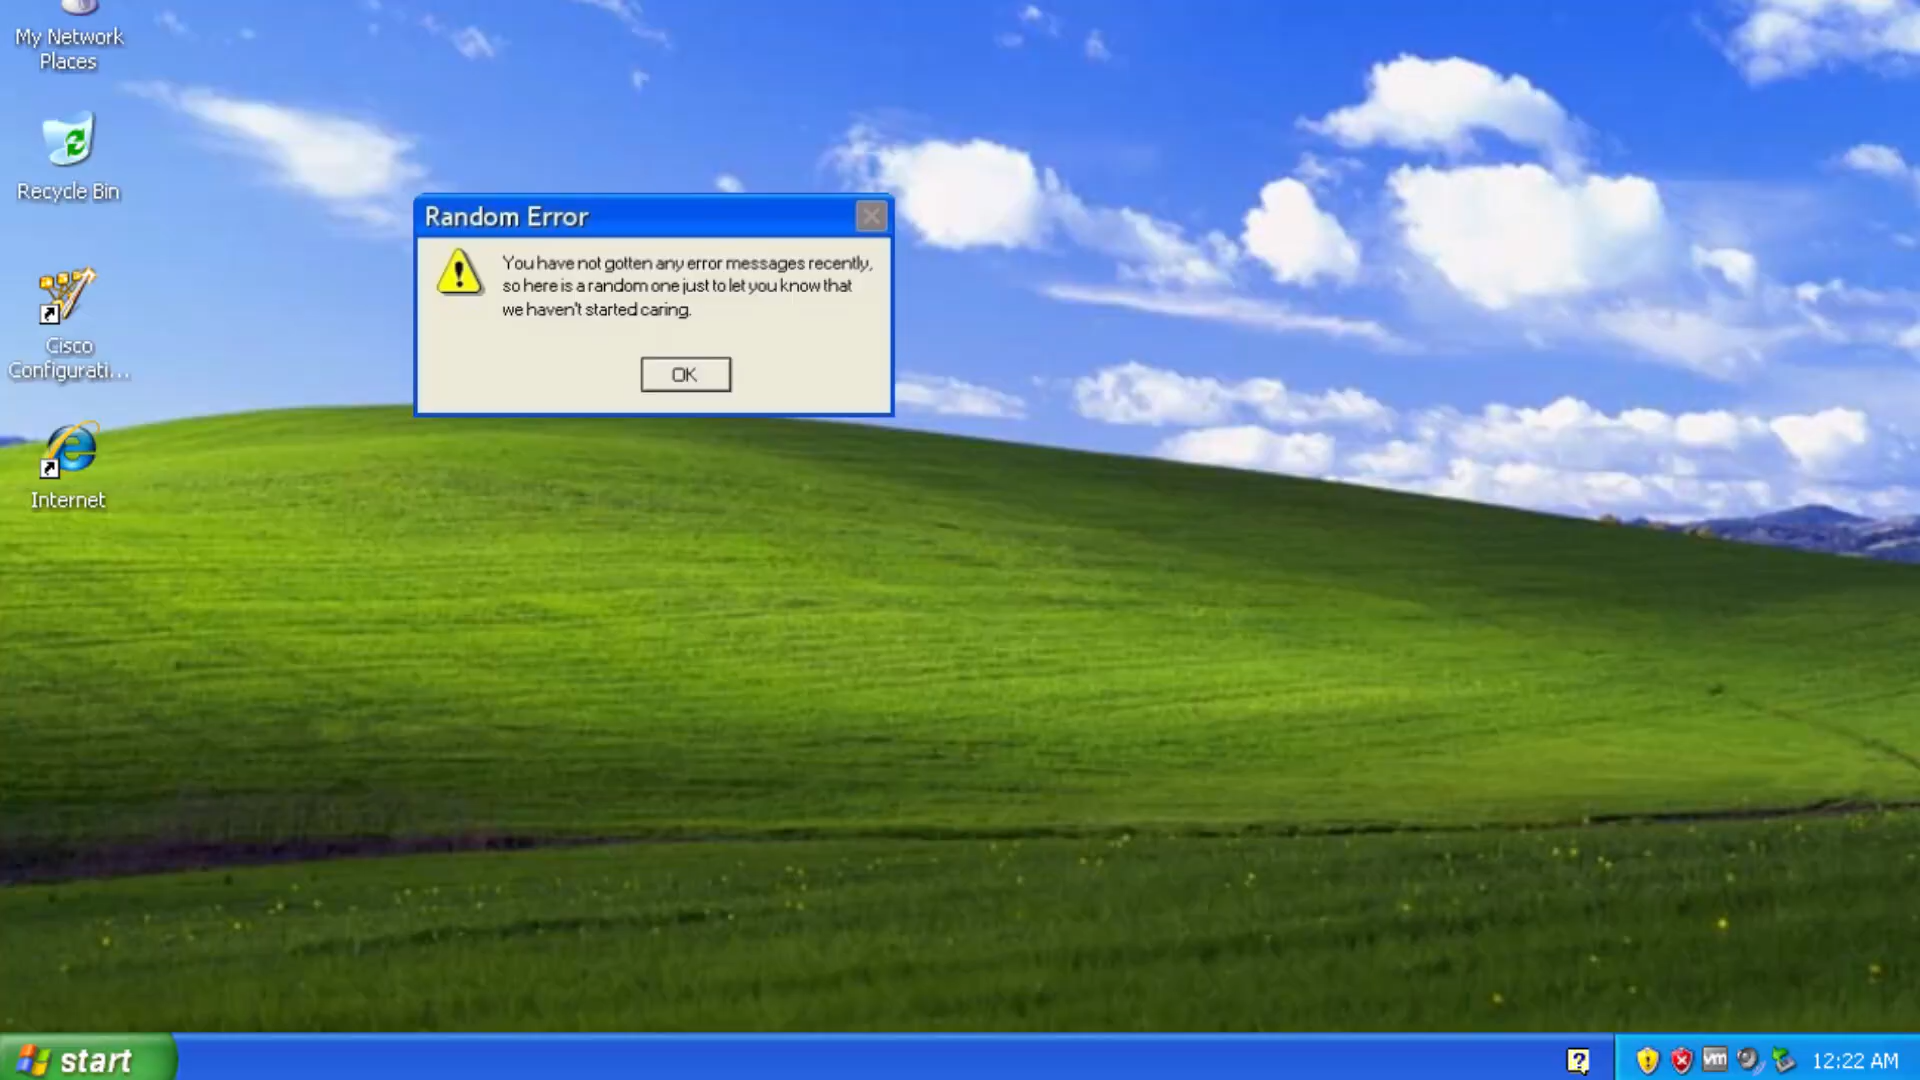 My Network
Places
Recycle Bin
Cisco
Configurati...
Internet
Random Error
You have not gotten any error messages recently,
so here is a random one just to let you know that
we haven't started caring.
OK
start
vm
12:22 AM